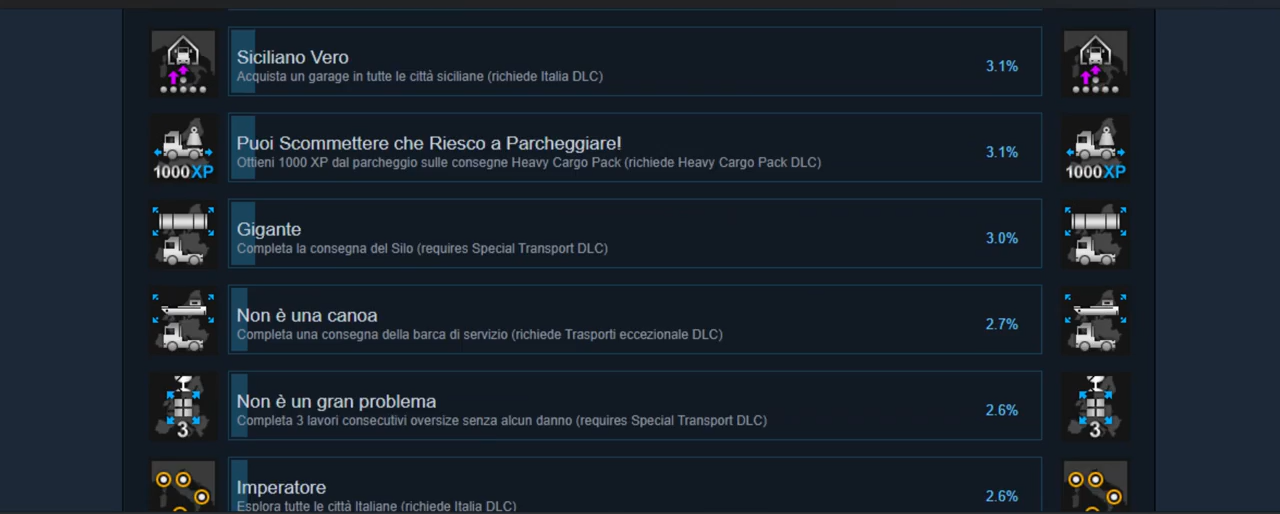 Siciliano Vero
Acquista un garage in tutte le città siciliane (richiede Italia DLC)
3.1%
Puoi Scommettere che Riesco a Parcheggiare!
Ottieni 1000 XP dal parcheggio sulle consegne Heavy Cargo Pack (richiede Heavy Cargo Pack DLC)
3.1%
1000XP
1000XP
Gigante
Completa la consegna del Silo (requires Special Transport DLC)
3.0%
Non è una canoa
Completa una consegna della barca di servizio (richiede Trasporti eccezionale DLC)
2.7%
Non è un gran problema
Completa 3 lavori consecutivi oversize senza alcun danno (requires Special Transport DLC)
2.6%
3
3
Imperatore
Esplora tutte le città Italiane (richiede Italia DLC)
2.6%